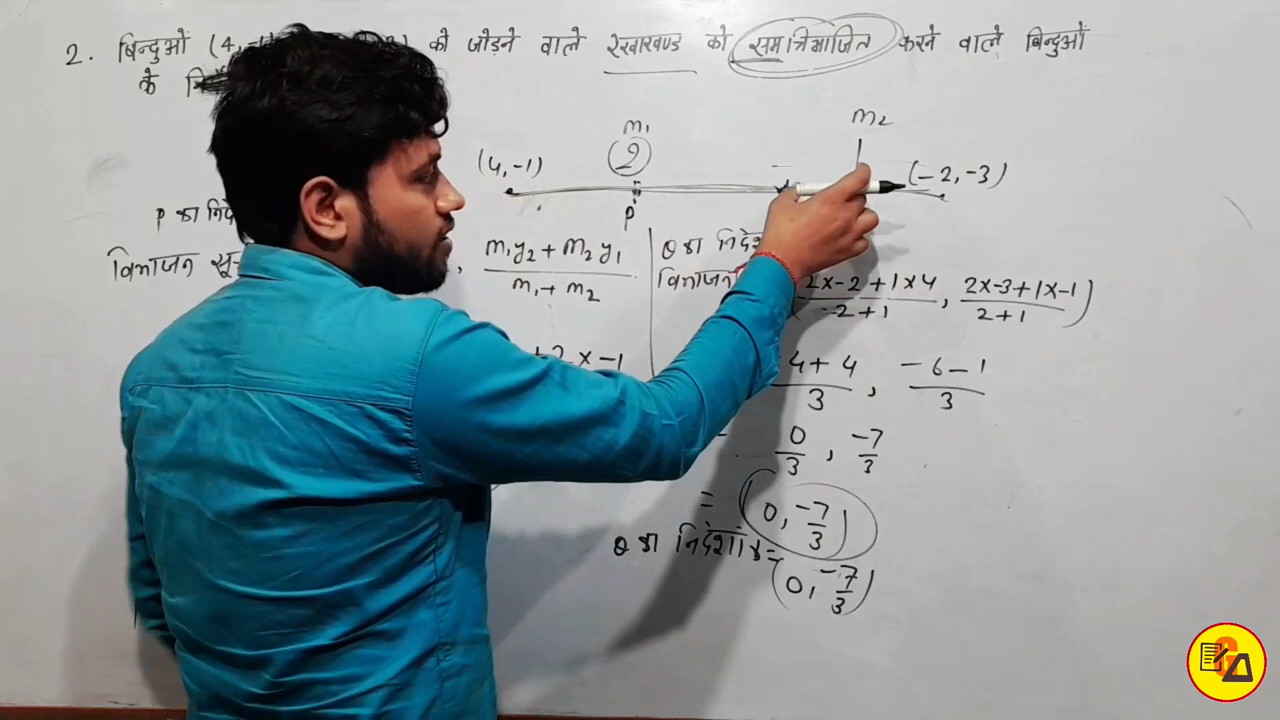 2. बिन्दुओं (4,-1) को जोड़ने वाले रेखाखण्ड को समत्रिभाजित करने वाले बिन्दुओं
के
m₁ m₂
(4,-1) 2 (-2,-3)
P
P का
विभाजन , m₁y₂ + m₂y₁ / m₁ + m₂
Q का
विभाजन 2x-2+1x4 / -2+1 , 2x-3+1x-1 / 2+1 )
+2x-1
4+4 / 3 , -6-1 / 3
0/3 , -7/3
= (0, -7/3)
Q का निर्देशांक =
(0, -7/3)